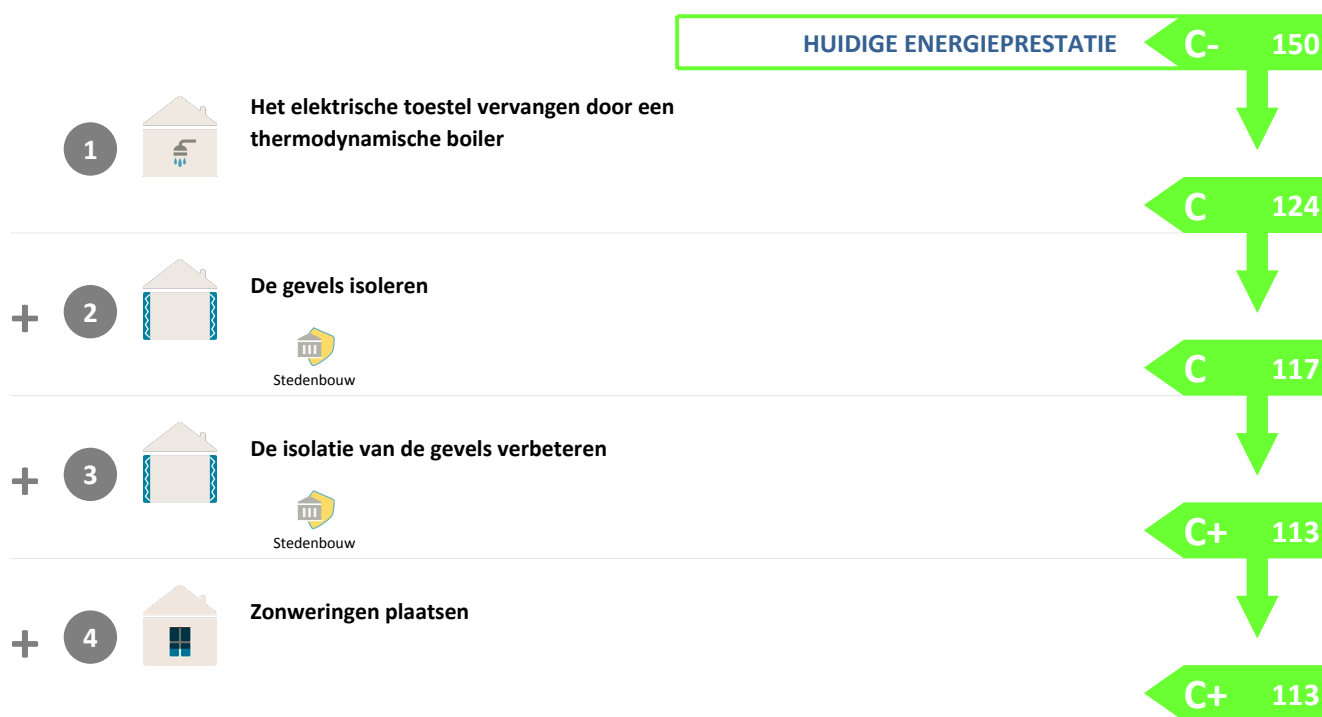 HUIDIGE ENERGIEPRESTATIE C- 150
1 Het elektrische toestel vervangen door een
thermodynamische boiler
C 124
+ 2 De gevels isoleren
Stedenbouw
C 117
+ 3 De isolatie van de gevels verbeteren
Stedenbouw
C+ 113
+ 4 Zonweringen plaatsen
C+ 113